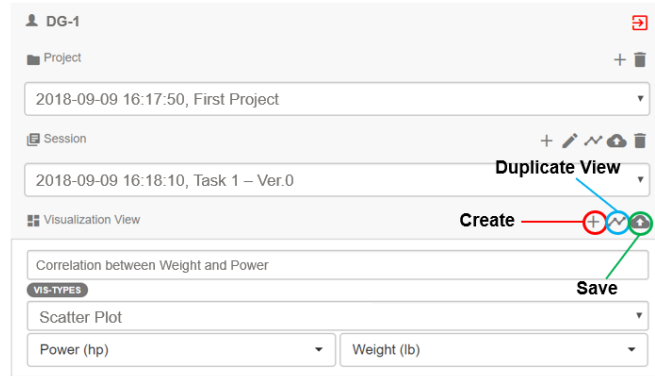 DG-1
Project
2018-09-09 16:17:50, First Project
Session
2018-09-09 16:18:10, Task 1 – Ver.0
Duplicate View
Visualization View
Create
Correlation between Weight and Power
VIS-TYPES
Save
Scatter Plot
Power (hp) Weight (lb)